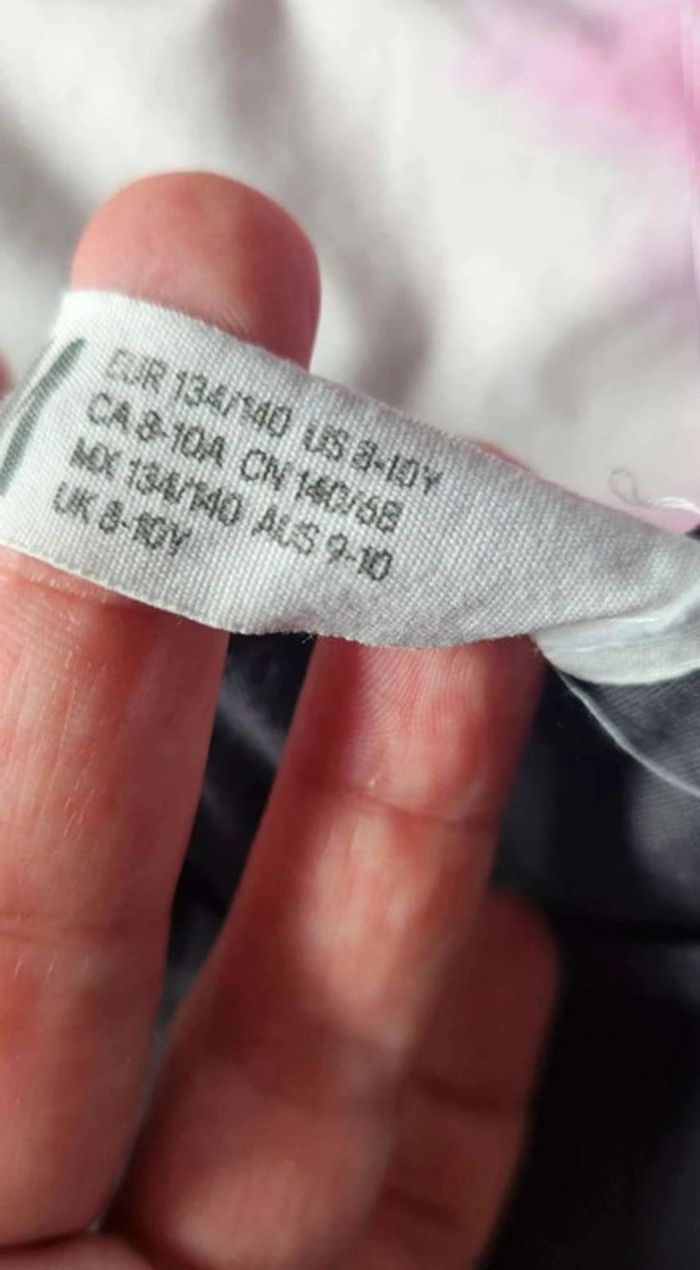 EUR 134/140 US 8-10Y
CA 8-10A CN 140/68
MX 134/140 AUS 9-10
UK 8-10Y